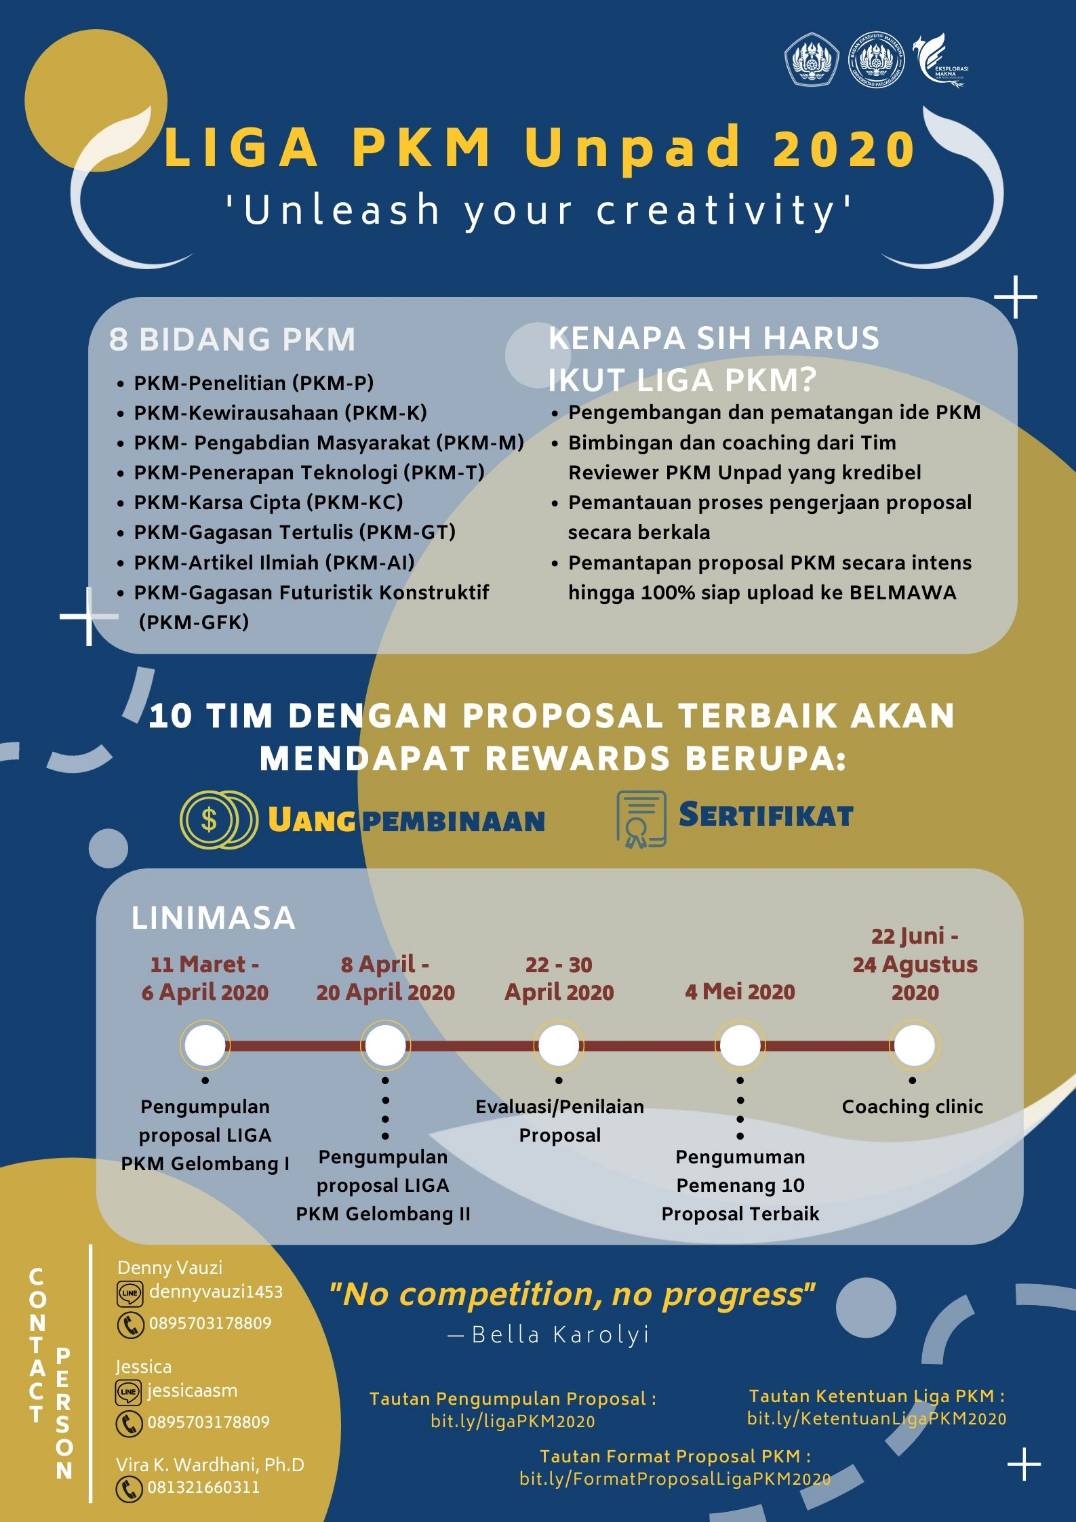 EKSPLORASI
MAKNA
LIGA PKM Unpad 2020
'Unleash your creativity'
8 BIDANG PKM
• PKM-Penelitian (PKM-P)
• PKM-Kewirausahaan (PKM-K)
• PKM- Pengabdian Masyarakat (PKM-M)
• PKM-Penerapan Teknologi (PKM-T)
• PKM-Karsa Cipta (PKM-KC)
• PKM-Gagasan Tertulis (PKM-GT)
• PKM-Artikel Ilmiah (PKM-AI)
• PKM-Gagasan Futuristik Konstruktif
(PKM-GFK)
KENAPA SIH HARUS
IKUT LIGA PKM?
• Pengembangan dan pematangan ide PKM
• Bimbingan dan coaching dari Tim
Reviewer PKM Unpad yang kredibel
• Pemantauan proses pengerjaan proposal
secara berkala
• Pemantapan proposal PKM secara intens
hingga 100% siap upload ke BELMAWA
10 TIM DENGAN PROPOSAL TERBAIK AKAN
MENDAPAT REWARDS BERUPA:
$ UANG PEMBINAAN
SERTIFIKAT
LINIMASA
11 Maret -
6 April 2020
Pengumpulan
proposal LIGA
PKM Gelombang I
8 April -
20 April 2020
Pengumpulan
proposal LIGA
PKM Gelombang II
22 - 30
April 2020
Evaluasi/Penilaian
Proposal
4 Mei 2020
Pengumuman
Pemenang 10
Proposal Terbaik
22 Juni -
24 Agustus
2020
Coaching clinic
CONTACT
PERSON
Denny Vauzi
LINE dennyvauzi1453
0895703178809
Jessica
LINE jessicaasm
0895703178809
Vira K. Wardhani, Ph.D
081321660311
"No competition, no progress"
—Bella Karolyi
Tautan Pengumpulan Proposal :
bit.ly/ligaPKM2020
Tautan Ketentuan Liga PKM :
bit.ly/KetentuanLigaPKM2020
Tautan Format Proposal PKM :
bit.ly/FormatProposalLigaPKM2020